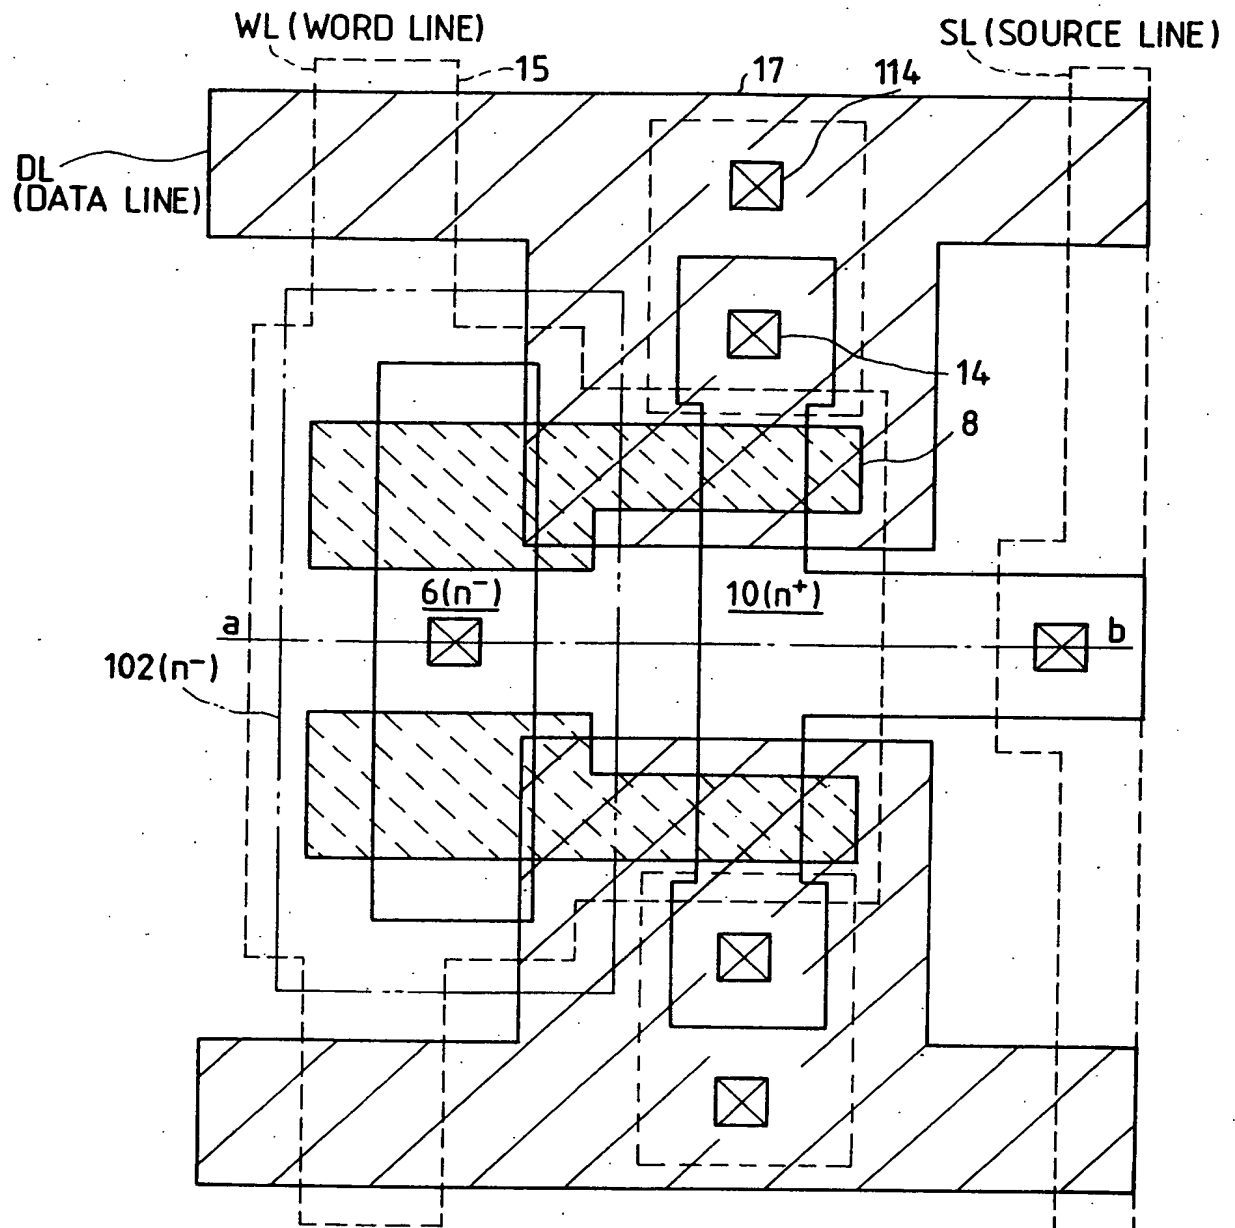 WL (WORD LINE)
SL (SOURCE LINE)
15
17
114
DL
(DATA LINE)
14
8
6(n⁻)
10(n⁺)
a
b
102(n⁻)